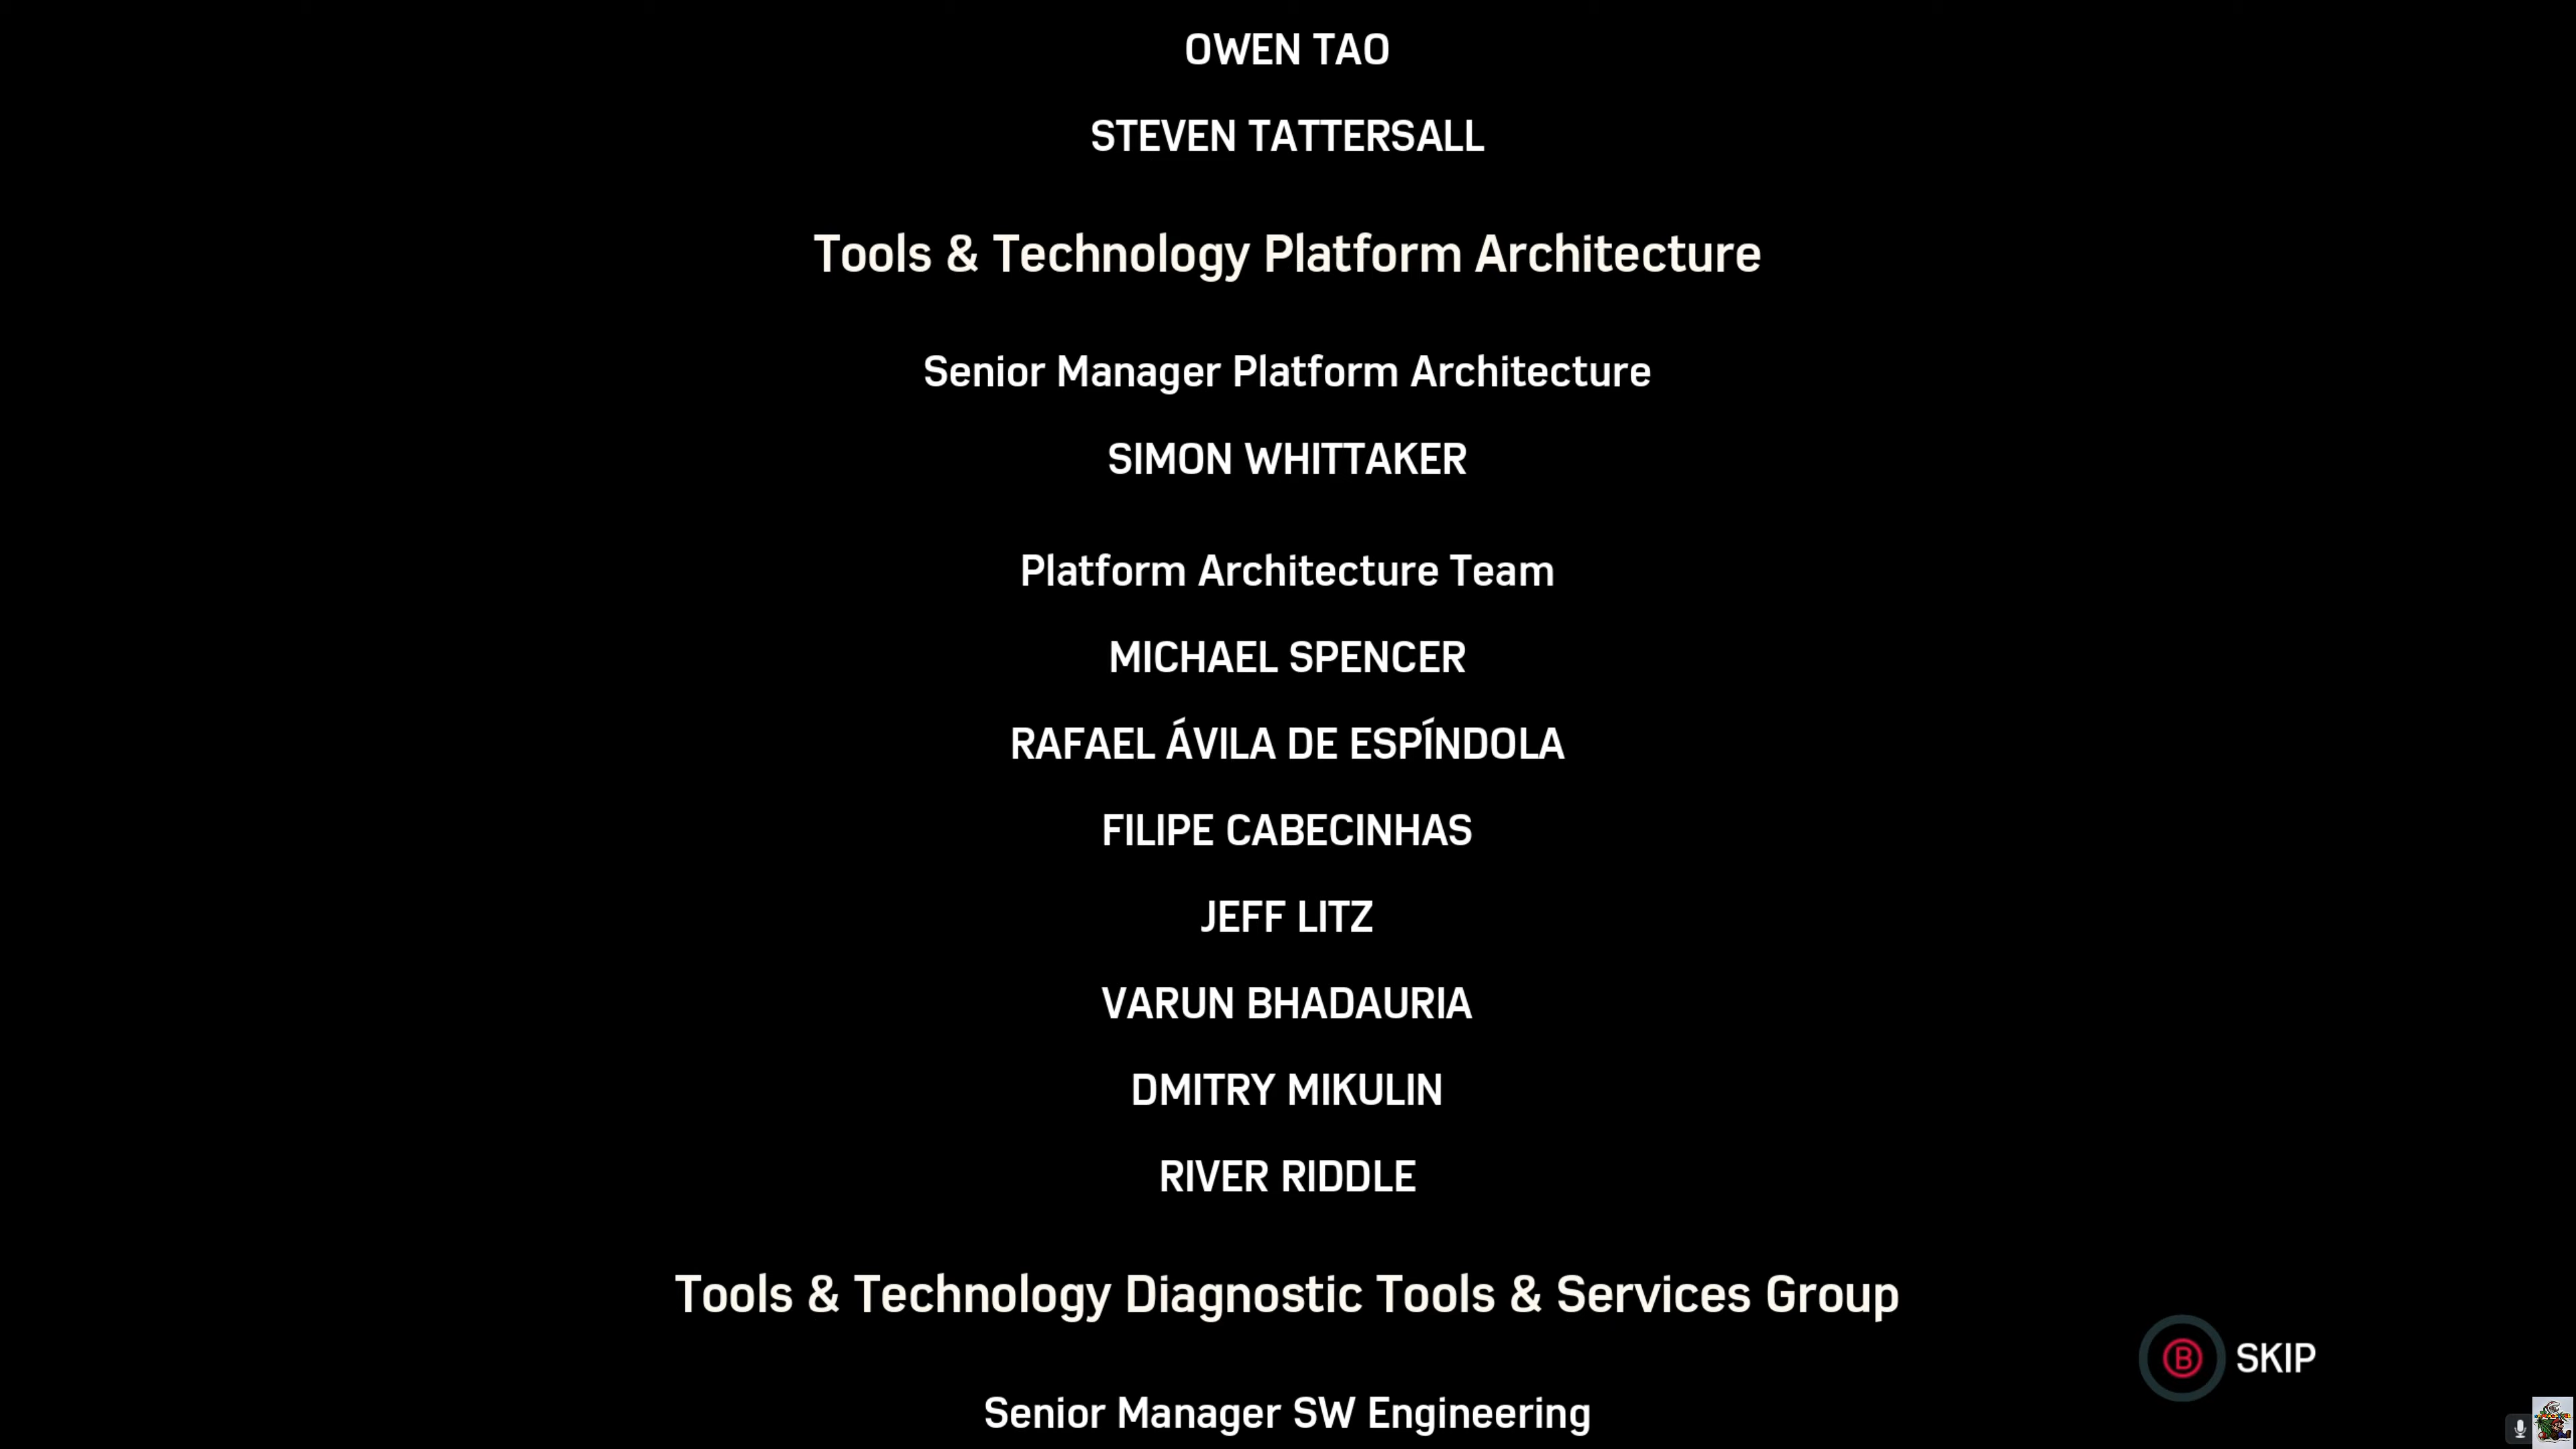 OWEN TAO
STEVEN TATTERSALL
Tools & Technology Platform Architecture
Senior Manager Platform Architecture
SIMON WHITTAKER
Platform Architecture Team
MICHAEL SPENCER
RAFAEL ÁVILA DE ESPÍNDOLA
FILIPE CABECINHAS
JEFF LITZ
VARUN BHADAURIA
DMITRY MIKULIN
RIVER RIDDLE
Tools & Technology Diagnostic Tools & Services Group
B SKIP
Senior Manager SW Engineering